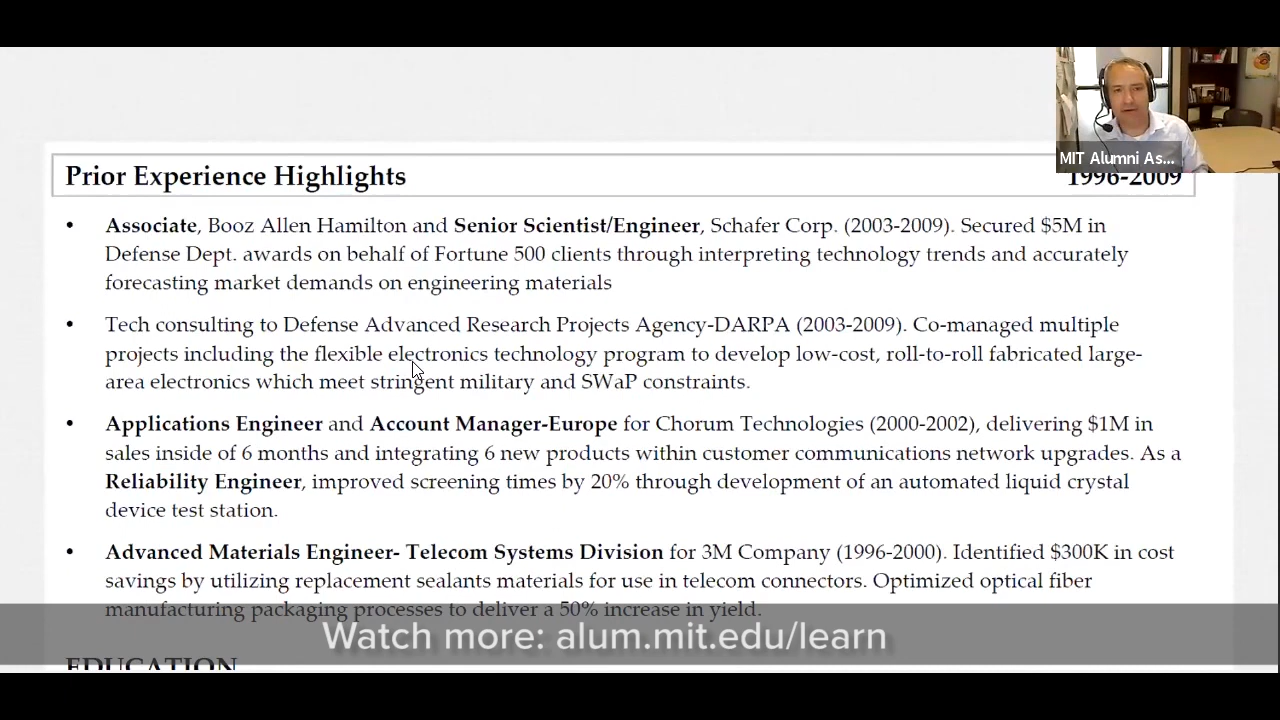 MIT Alumni As...
Prior Experience Highlights 1996-2009
• Associate, Booz Allen Hamilton and Senior Scientist/Engineer, Schafer Corp. (2003-2009). Secured $5M in
Defense Dept. awards on behalf of Fortune 500 clients through interpreting technology trends and accurately
forecasting market demands on engineering materials
• Tech consulting to Defense Advanced Research Projects Agency-DARPA (2003-2009). Co-managed multiple
projects including the flexible electronics technology program to develop low-cost, roll-to-roll fabricated large-
area electronics which meet stringent military and SWaP constraints.
• Applications Engineer and Account Manager-Europe for Chorum Technologies (2000-2002), delivering $1M in
sales inside of 6 months and integrating 6 new products within customer communications network upgrades. As a
Reliability Engineer, improved screening times by 20% through development of an automated liquid crystal
device test station.
• Advanced Materials Engineer- Telecom Systems Division for 3M Company (1996-2000). Identified $300K in cost
savings by utilizing replacement sealants materials for use in telecom connectors. Optimized optical fiber
manufacturing packaging processes to deliver a 50% increase in yield.
Watch more: alum.mit.edu/learn
EDUCATION